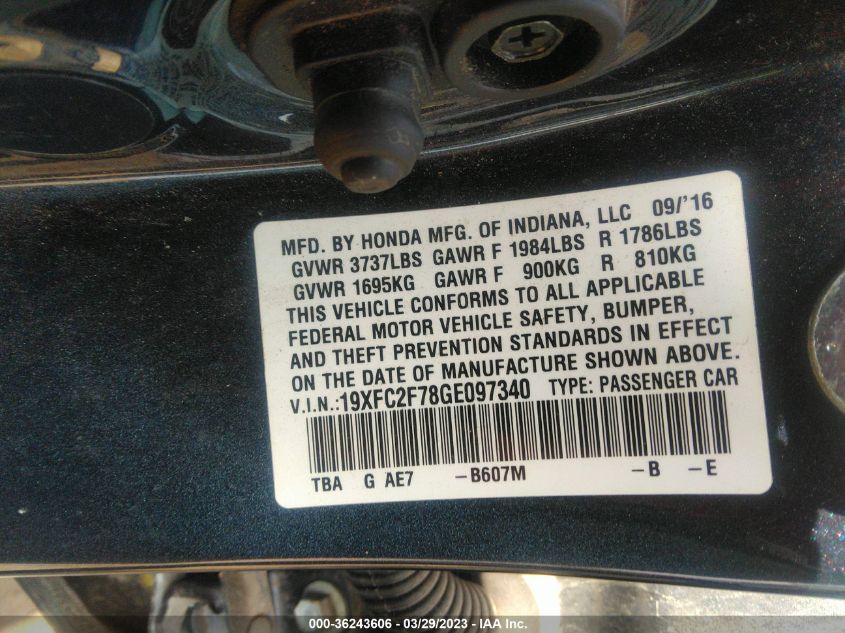 MFD. BY HONDA MFG. OF INDIANA, LLC 09/'16
GVWR 3737LBS GAWR F 1984LBS R 1786LBS
GVWR 1695KG GAWR F 900KG R 810KG
THIS VEHICLE CONFORMS TO ALL APPLICABLE
FEDERAL MOTOR VEHICLE SAFETY, BUMPER,
AND THEFT PREVENTION STANDARDS IN EFFECT
ON THE DATE OF MANUFACTURE SHOWN ABOVE.
V.I.N.:19XFC2F78GE097340 TYPE: PASSENGER CAR
TBA G AE7 -B607M -B -E
000-36243606 / 03/29/2023 - IAA Inc.